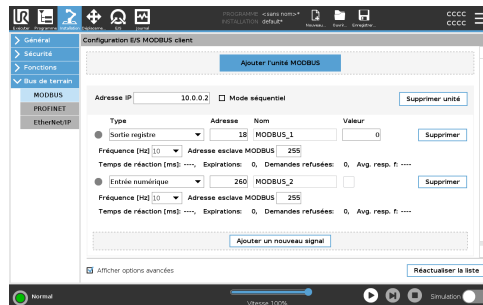 PROGRAMME <sans nom>*
INSTALLATION default*
Exécuter Programme Installation Déplaceme... E/S Journal Nouveau... Ouvrir... Enregistrer...
CCCC
CCCC
Général
Configuration E/S MODBUS client
Sécurité
Fonctions
Bus de terrain
MODBUS
PROFINET
EtherNet/IP
Ajouter l'unité MODBUS
Adresse IP 10.0.0.2 Mode séquentiel Supprimer unité
Type Adresse Nom Valeur
Sortie registre 18 MODBUS_1 0 Supprimer
Fréquence [Hz] 10 Adresse esclave MODBUS 255
Temps de réaction [ms]: ----, Expirations: 0, Demandes refusées: 0, Avg. resp. f: ----
Entrée numérique 260 MODBUS_2 Supprimer
Fréquence [Hz] 10 Adresse esclave MODBUS 255
Temps de réaction [ms]: ----, Expirations: 0, Demandes refusées: 0, Avg. resp. f: ----
Ajouter un nouveau signal
Afficher options avancées Réactualiser la liste
Normal
Vitesse 100%
Simulation